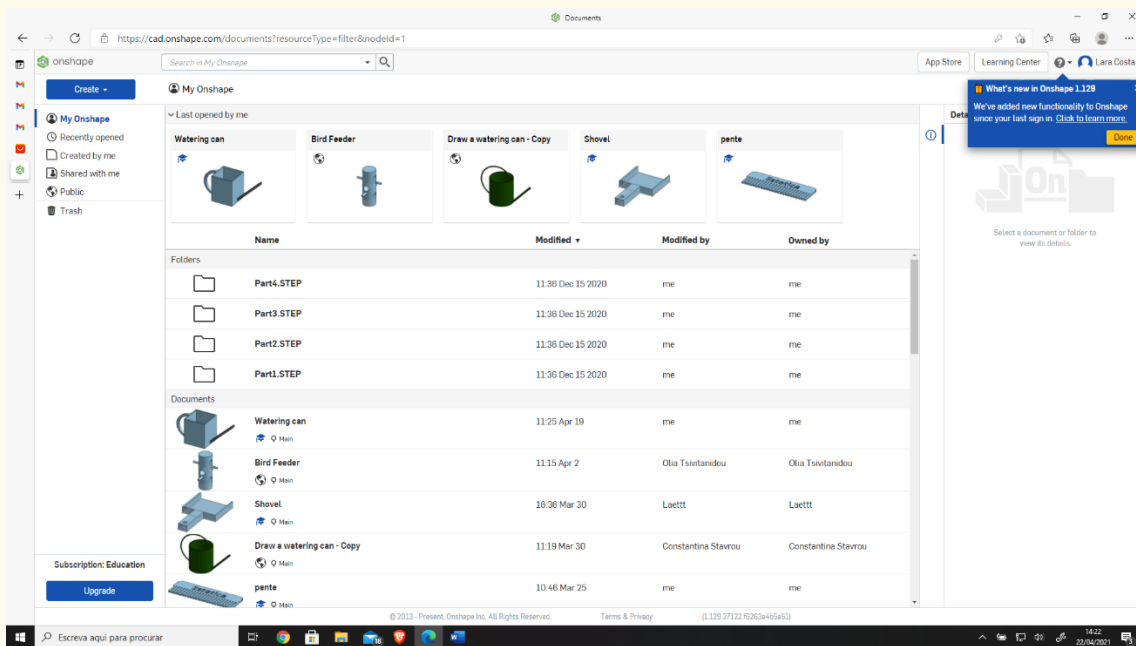 Documents
https://cad.onshape.com/documents?resourceType=filter&nodeId=1
onshape
Search in My Onshape
App Store
Learning Center
Lara Costa
Create
My Onshape
What's new in Onshape 1.129
We've added new functionality to Onshape
since your last sign in. Click to learn more.
Done
My Onshape
Recently opened
Created by me
Shared with me
Public
Trash
Last opened by me
Deta
Watering can
Bird Feeder
Draw a watering can - Copy
Shovel
pente
On
Select a document or folder to
view its details
Name Modified Modified by Owned by
Folders
Part4.STEP 11:36 Dec 15 2020 me me
Part3.STEP 11:36 Dec 15 2020 me me
Part2.STEP 11:36 Dec 15 2020 me me
Part1.STEP 11:36 Dec 15 2020 me me
Documents
Watering can 11:25 Apr 19 me me
Main
Bird Feeder 11:15 Apr 2 Olia Tsivitanidou Olia Tsivitanidou
Main
Shovel 16:36 Mar 30 Laettt Laettt
Main
Draw a watering can - Copy 11:19 Mar 30 Constantina Stavrou Constantina Stavrou
Main
pente 10:46 Mar 25 me me
Main
Subscription: Education
Upgrade
© 2013 - Present, Onshape Inc. All Rights Reserved. Terms & Privacy
Escreva aqui para procurar
14:22
22/04/2021